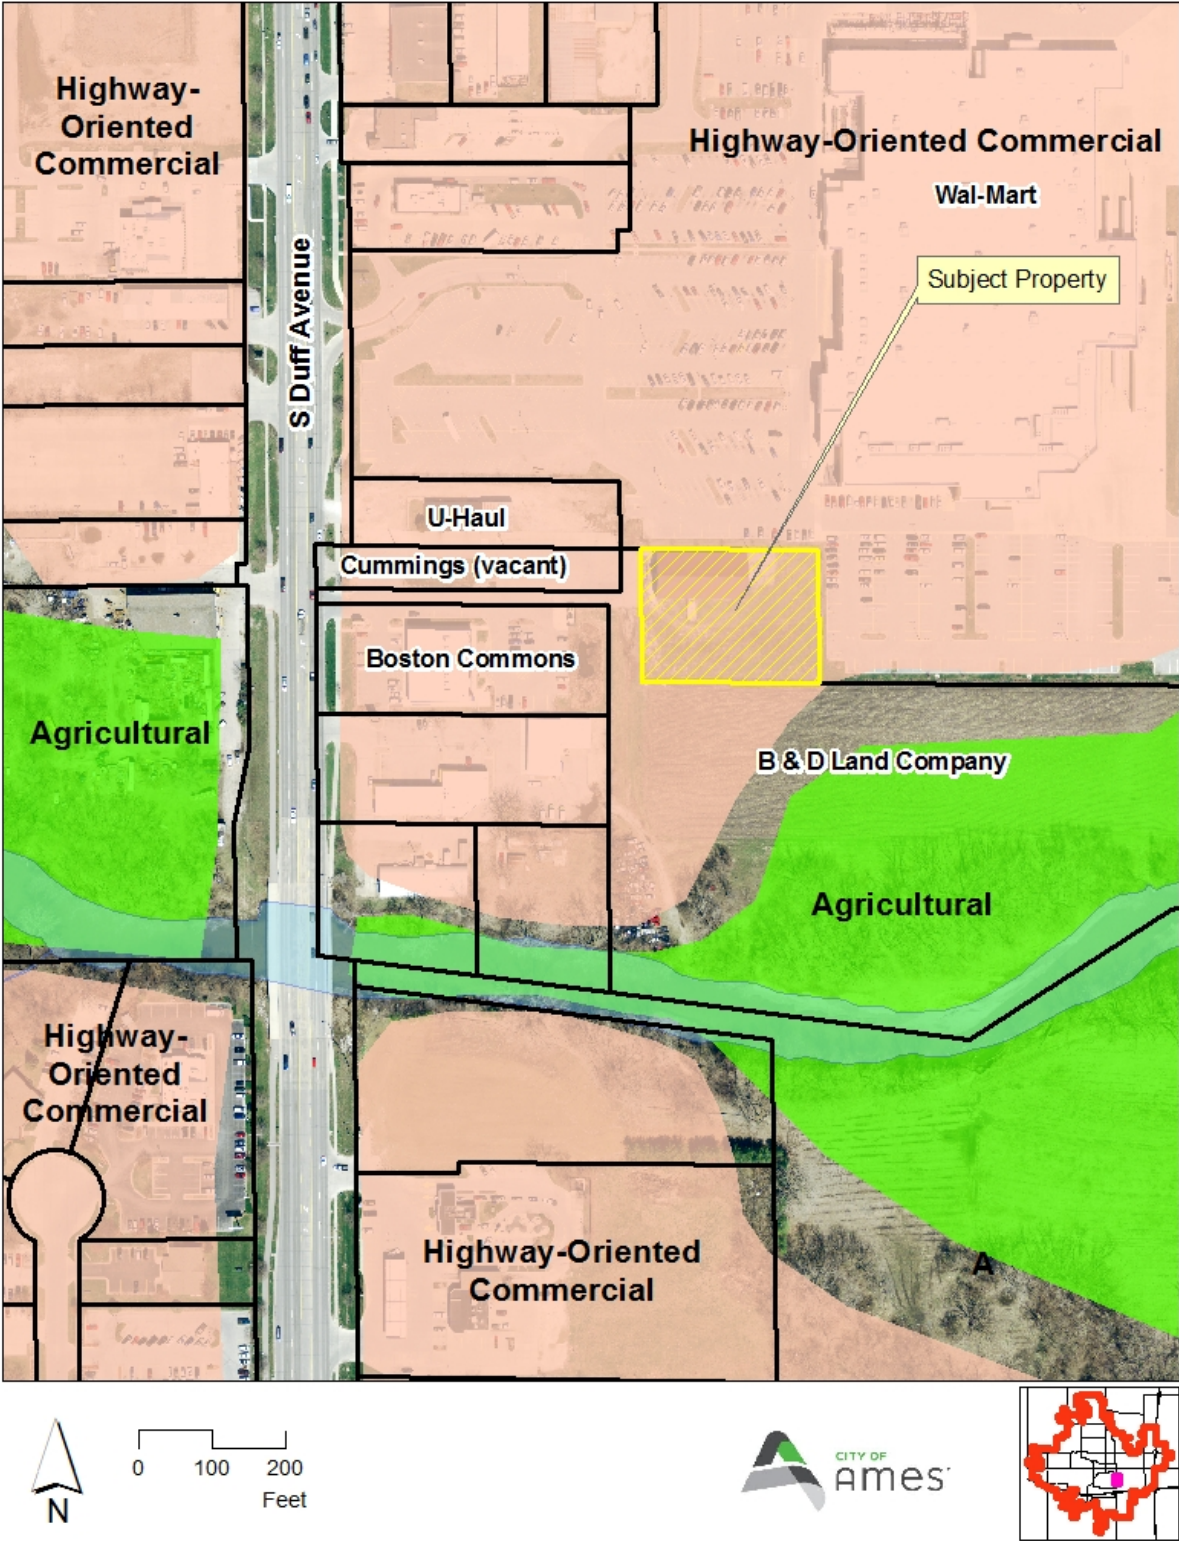 Highway-
Oriented
Commercial
Highway-Oriented Commercial
Wal-Mart
Subject Property
S Duff Avenue
U-Haul
Cummings (vacant)
Boston Commons
Agricultural
B & D Land Company
Agricultural
Highway-
Oriented
Commercial
Highway-Oriented
Commercial
A
N
0 100 200
Feet
CITY OF
Ames